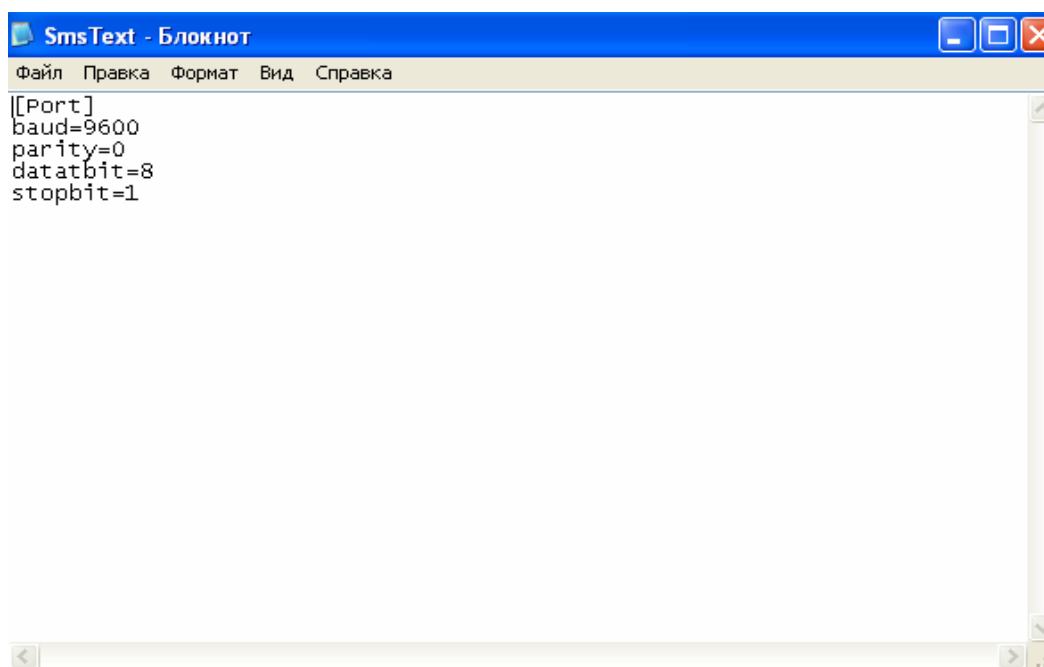 SmsText - Блокнот
Файл Правка Формат Вид Справка
[Port]
baud=9600
parity=0
datatbit=8
stopbit=1